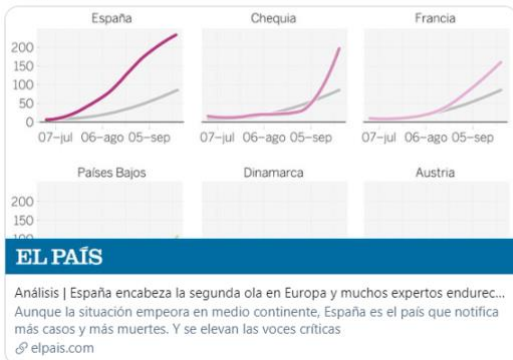 España Chequia Francia
200
150
100
50
0
07-jul 06-ago 05-sep 07-jul 06-ago 05-sep 07-jul 06-ago 05-sep
Países Bajos Dinamarca Austria
200
150
100
EL PAÍS
Análisis | España encabeza la segunda ola en Europa y muchos expertos endurec...
Aunque la situación empeora en medio continente, España es el país que notifica
más casos y más muertes. Y se elevan las voces críticas
elpais.com